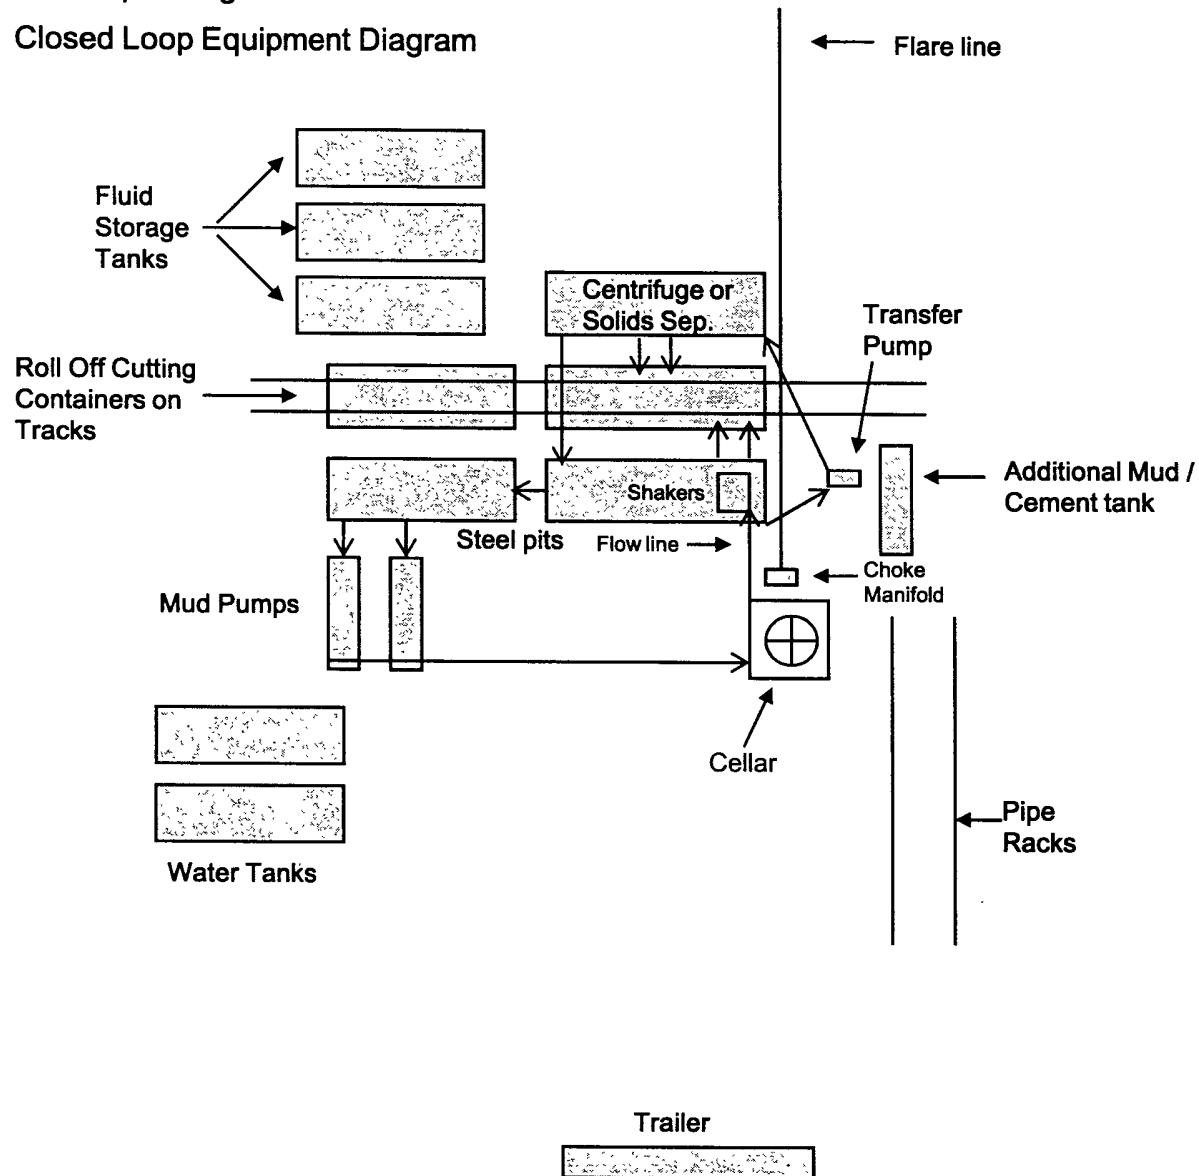 Closed Loop Equipment Diagram
Flare line
Fluid
Storage
Tanks
Centrifuge or
Solids Sep.
Transfer
Pump
Roll Off Cutting
Containers on
Tracks
Shakers
Additional Mud /
Cement tank
Steel pits
Flow line
Choke
Manifold
Mud Pumps
Cellar
Pipe
Racks
Water Tanks
Trailer